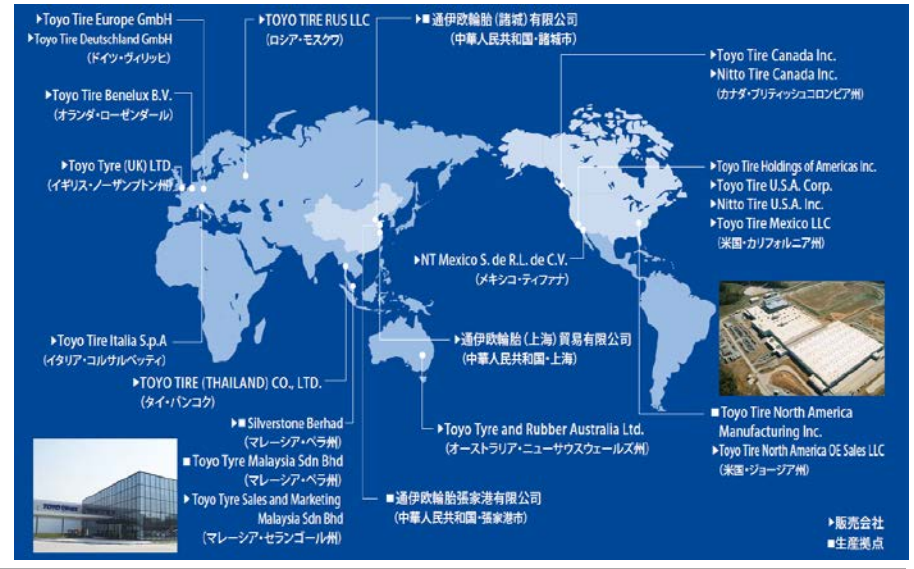 ▶Toyo Tire Europe GmbH
▶Toyo Tire Deutschland GmbH
(ドイツ・ヴィリッヒ)
▶Toyo Tire Benelux B.V.
(オランダ・ローゼンダール)
▶Toyo Tyre (UK) LTD.
(イギリス・ノーザンプトン州)
▶TOYO TIRE RUS LLC
(ロシア・モスクワ)
▶■通伊欧輪胎(諸城)有限公司
(中華人民共和国・諸城市)
▶Toyo Tire Canada Inc.
▶Nitto Tire Canada Inc.
(カナダ・ブリティッシュコロンビア州)
▶Toyo Tire Holdings of Americas Inc.
▶Toyo Tire U.S.A. Corp.
▶Nitto Tire U.S.A. Inc.
▶Toyo Tire Mexico LLC
(米国・カリフォルニア州)
▶NT Mexico S. de R.L. de C.V.
(メキシコ・ティファナ)
▶Toyo Tire Italia S.p.A
(イタリア・コルサルベッティ)
▶通伊欧輪胎(上海)貿易有限公司
(中華人民共和国・上海)
▶TOYO TIRE (THAILAND) CO., LTD.
(タイ・バンコク)
▶■Silverstone Berhad
(マレーシア・ペラ州)
■Toyo Tyre Malaysia Sdn Bhd
(マレーシア・ペラ州)
▶Toyo Tyre Sales and Marketing
Malaysia Sdn Bhd
(マレーシア・セランゴール州)
▶Toyo Tyre and Rubber Australia Ltd.
(オーストラリア・ニューサウスウェールズ州)
■通伊欧輪胎張家港有限公司
(中華人民共和国・張家港市)
■Toyo Tire North America
Manufacturing Inc.
▶Toyo Tire North America OE Sales LLC
(米国・ジョージア州)
▶販売会社
■生産拠点